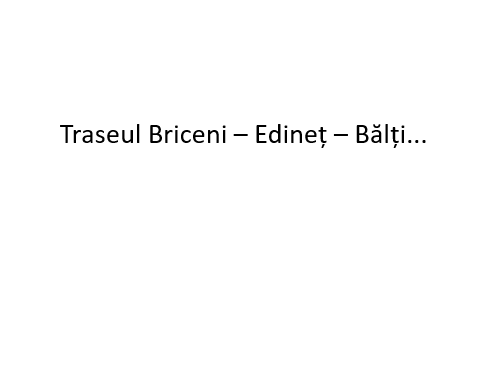 Traseul Briceni – Edineț – Bălți...